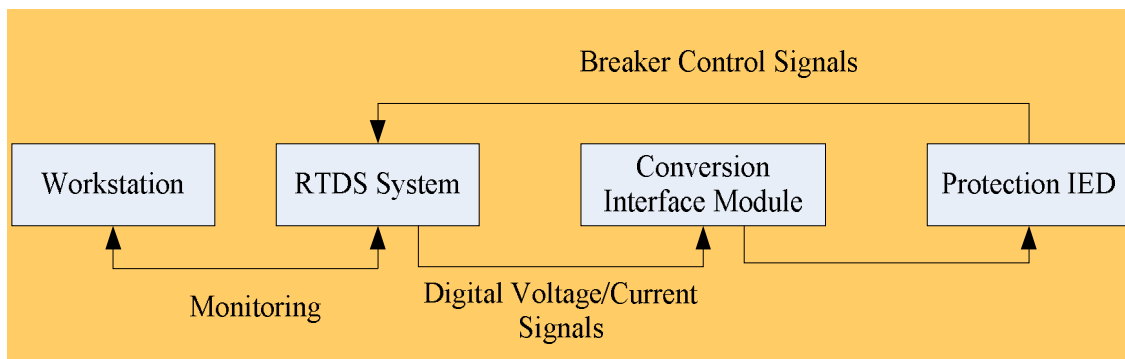 Breaker Control Signals
Workstation
RTDS System
Conversion
Interface Module
Protection IED
Monitoring
Digital Voltage/Current
Signals